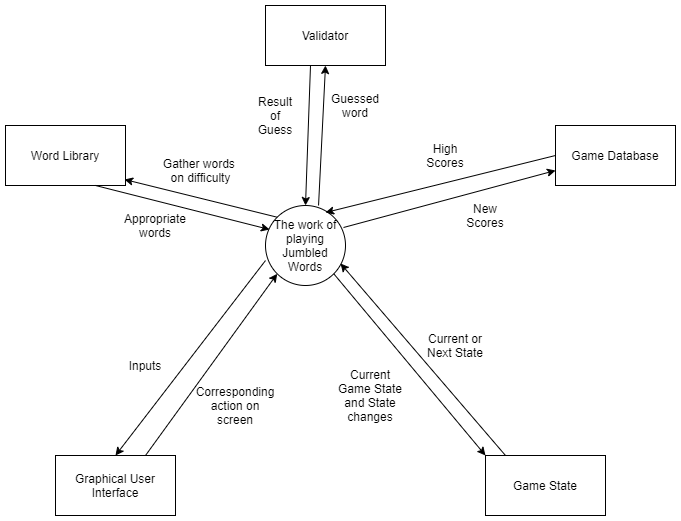 Validator
Result
of
Guess
Guessed
word
Word Library
Gather words
on difficulty
High
Scores
Game Database
Appropriate
words
New
Scores
The work of
playing
Jumbled
Words
Inputs
Corresponding
action on
screen
Current
Game State
and State
changes
Current or
Next State
Graphical User
Interface
Game State